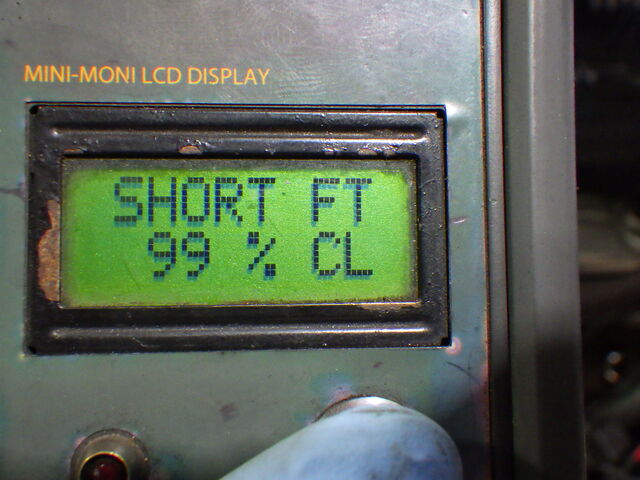 MINI-MONI LCD DISPLAY
SHORT FT
99 % CL